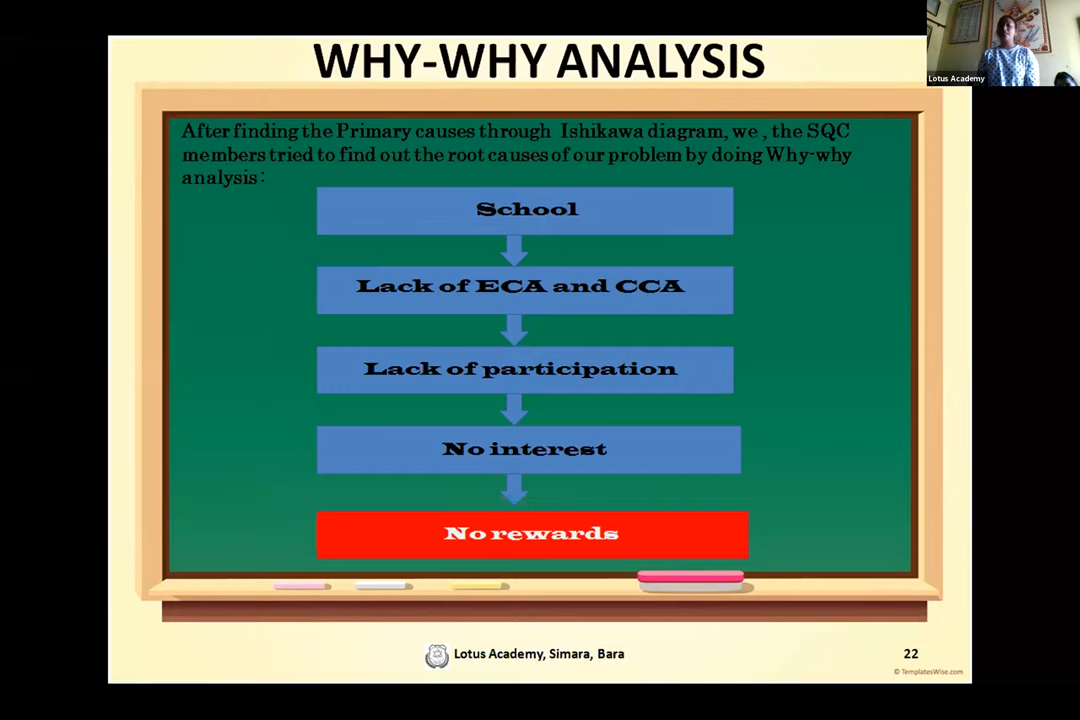 WHY-WHY ANALYSIS
Lotus Academy
After finding the Primary causes through Ishikawa diagram, we , the SQC
members tried to find out the root causes of our problem by doing Why-why
analysis:
School
Lack of ECA and CCA
Lack of participation
No interest
No rewards
Lotus Academy, Simara, Bara
22
© TemplatesWise.com